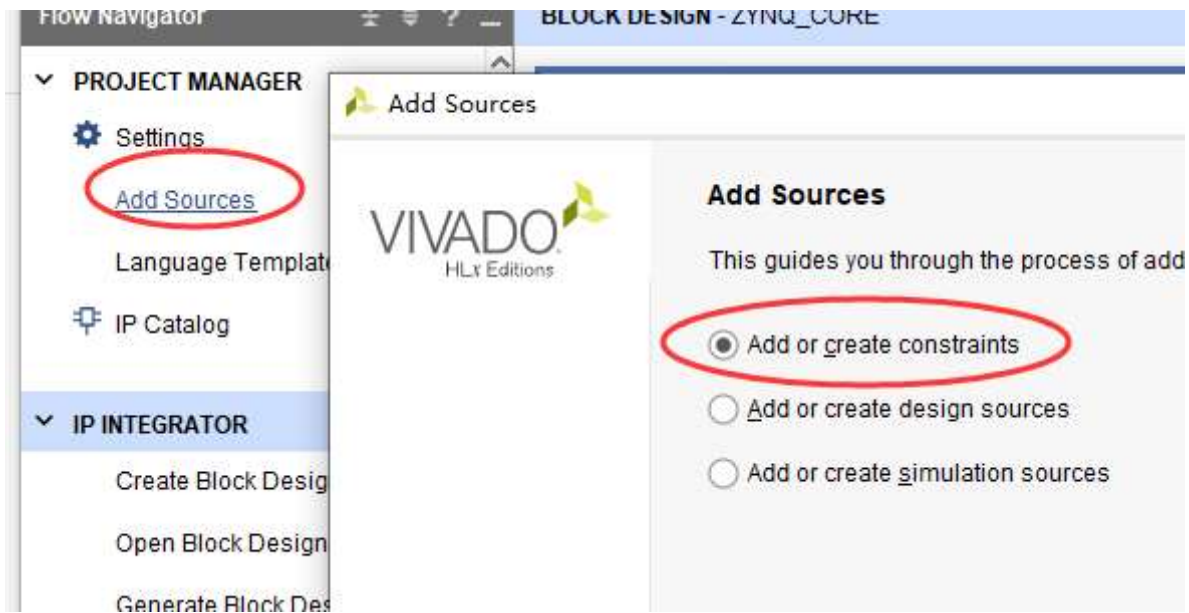 Flow Navigator
BLOCK DESIGN - ZYNQ_CORE
PROJECT MANAGER
Settings
Add Sources
Language Templat
IP Catalog
IP INTEGRATOR
Create Block Desig
Open Block Design
Generate Block Des
Add Sources
VIVADO.
HLx Editions
Add Sources
This guides you through the process of add
Add or create constraints
Add or create design sources
Add or create simulation sources